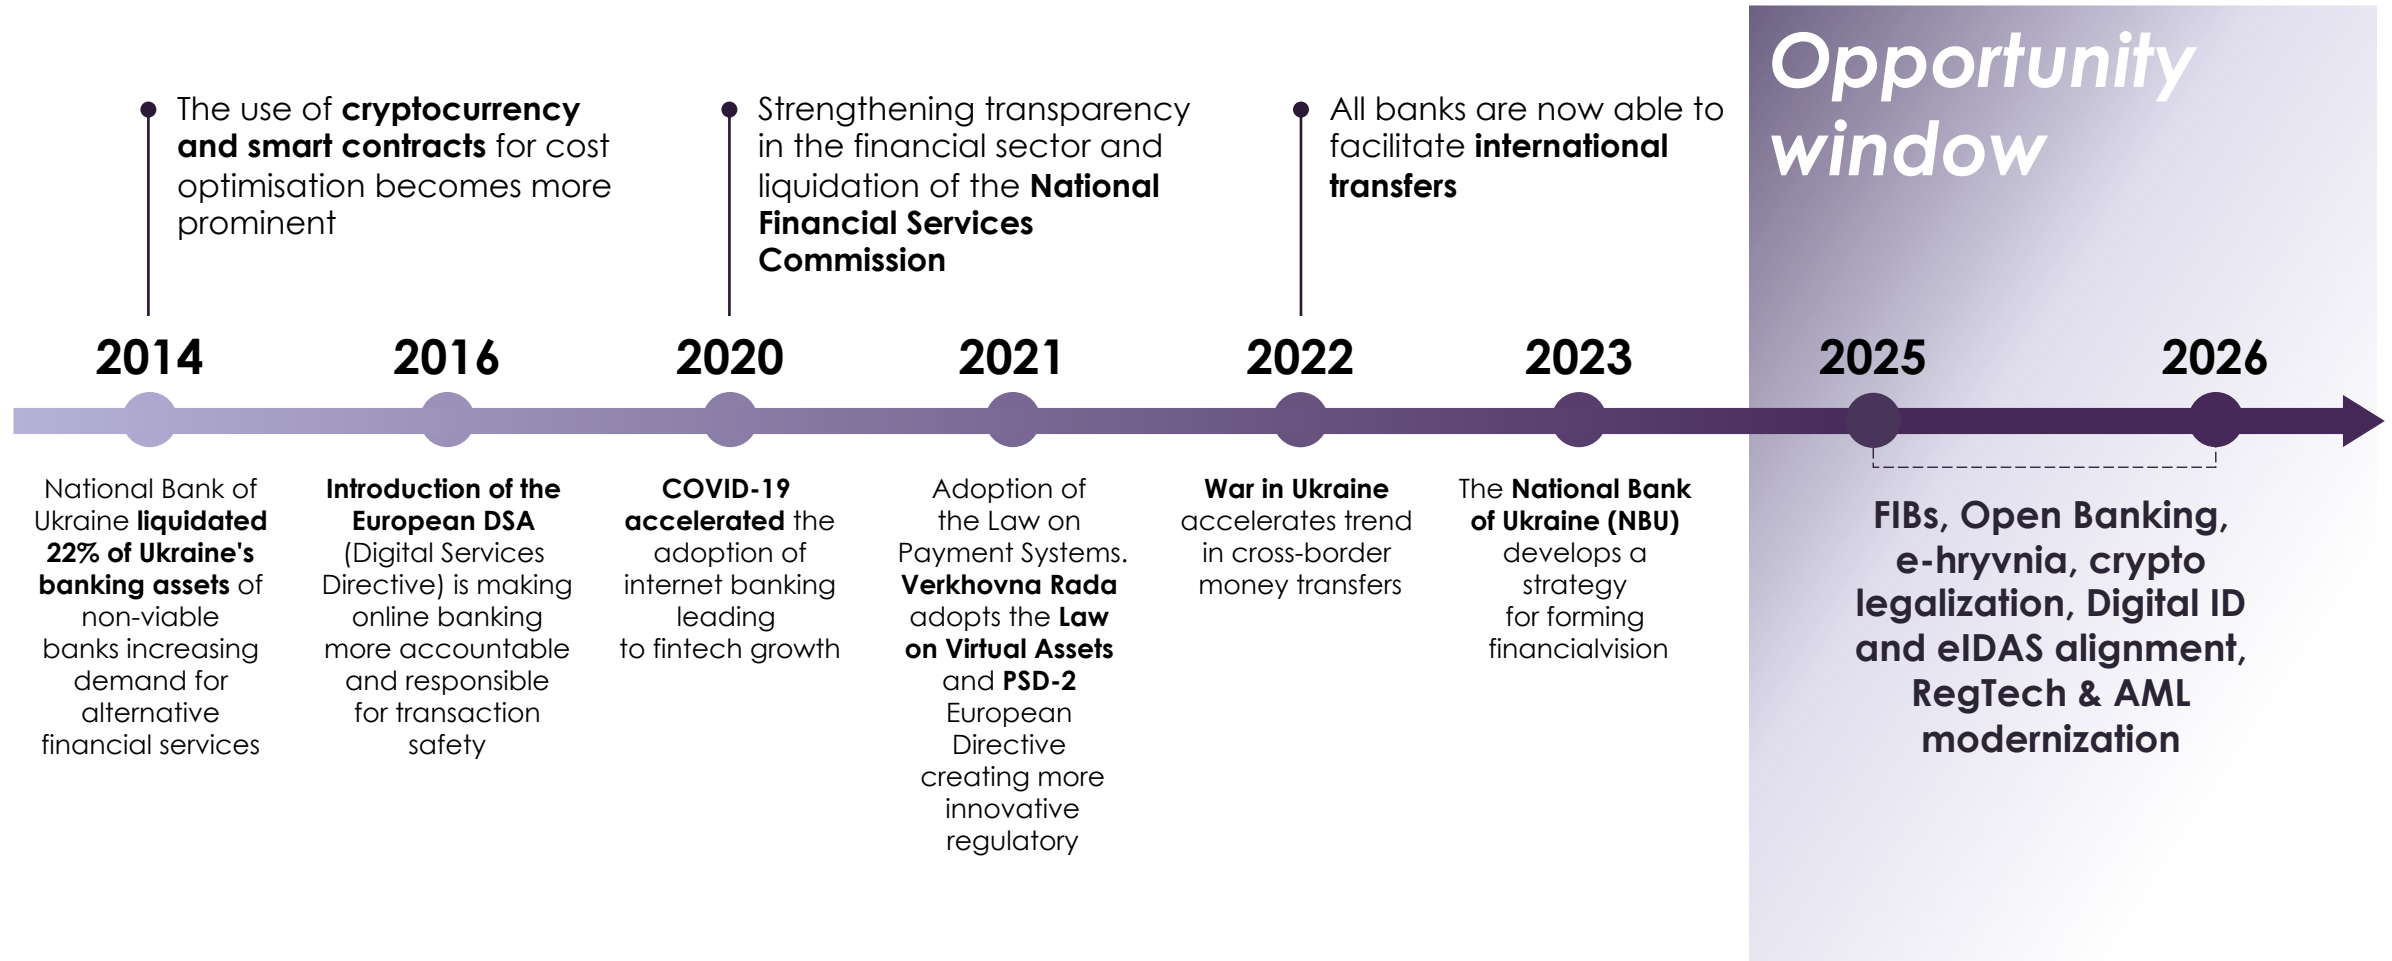 The use of cryptocurrency
and smart contracts for cost
optimisation becomes more
prominent
Strengthening transparency
in the financial sector and
liquidation of the National
Financial Services
Commission
All banks are now able to
facilitate international
transfers
Opportunity
window
2014
2016
2020
2021
2022
2023
2025
2026
National Bank of
Ukraine liquidated
22% of Ukraine's
banking assets of
non-viable
banks increasing
demand for
alternative
financial services
Introduction of the
European DSA
(Digital Services
Directive) is making
online banking
more accountable
and responsible
for transaction
safety
COVID-19
accelerated the
adoption of
internet banking
leading
to fintech growth
Adoption of
the Law on
Payment Systems.
Verkhovna Rada
adopts the Law
on Virtual Assets
and PSD-2
European
Directive
creating more
innovative
regulatory
War in Ukraine
accelerates trend
in cross-border
money transfers
The National Bank
of Ukraine (NBU)
develops a
strategy
for forming
financialvision
FIBs, Open Banking,
e-hryvnia, crypto
legalization, Digital ID
and eIDAS alignment,
RegTech & AML
modernization